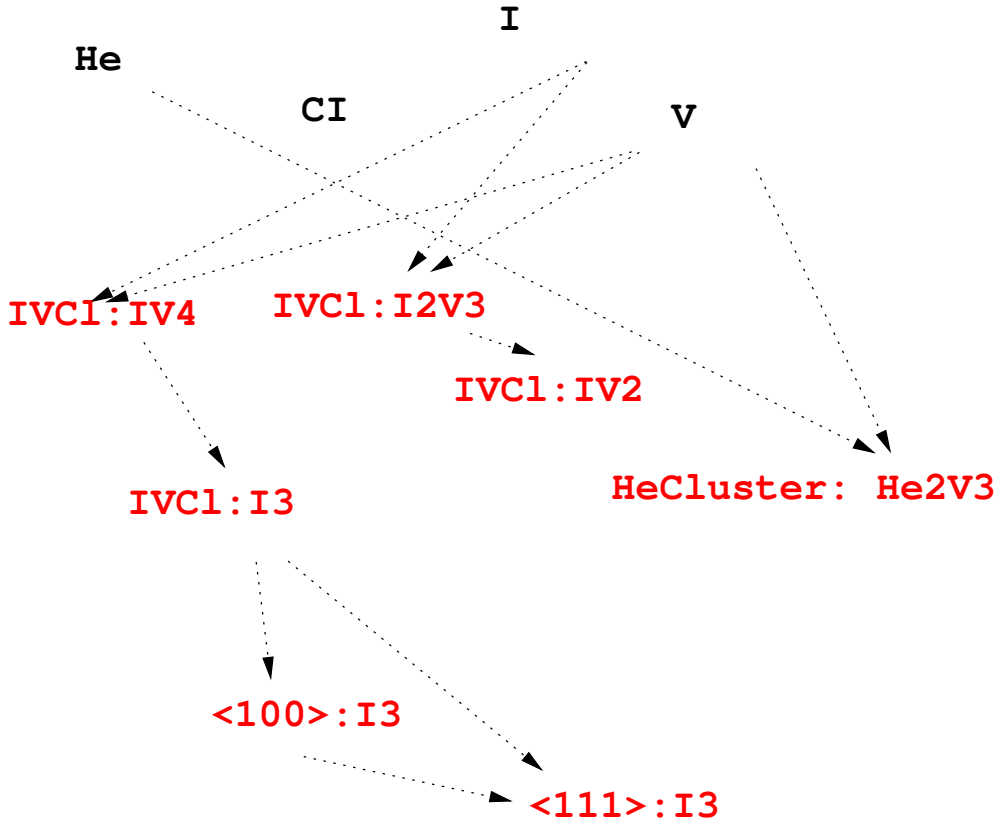 I
He
CI
V
IVCl:IV4
IVCl:I2V3
IVCl:IV2
IVCl:I3
HeCluster: He2V3
<100>:I3
<111>:I3